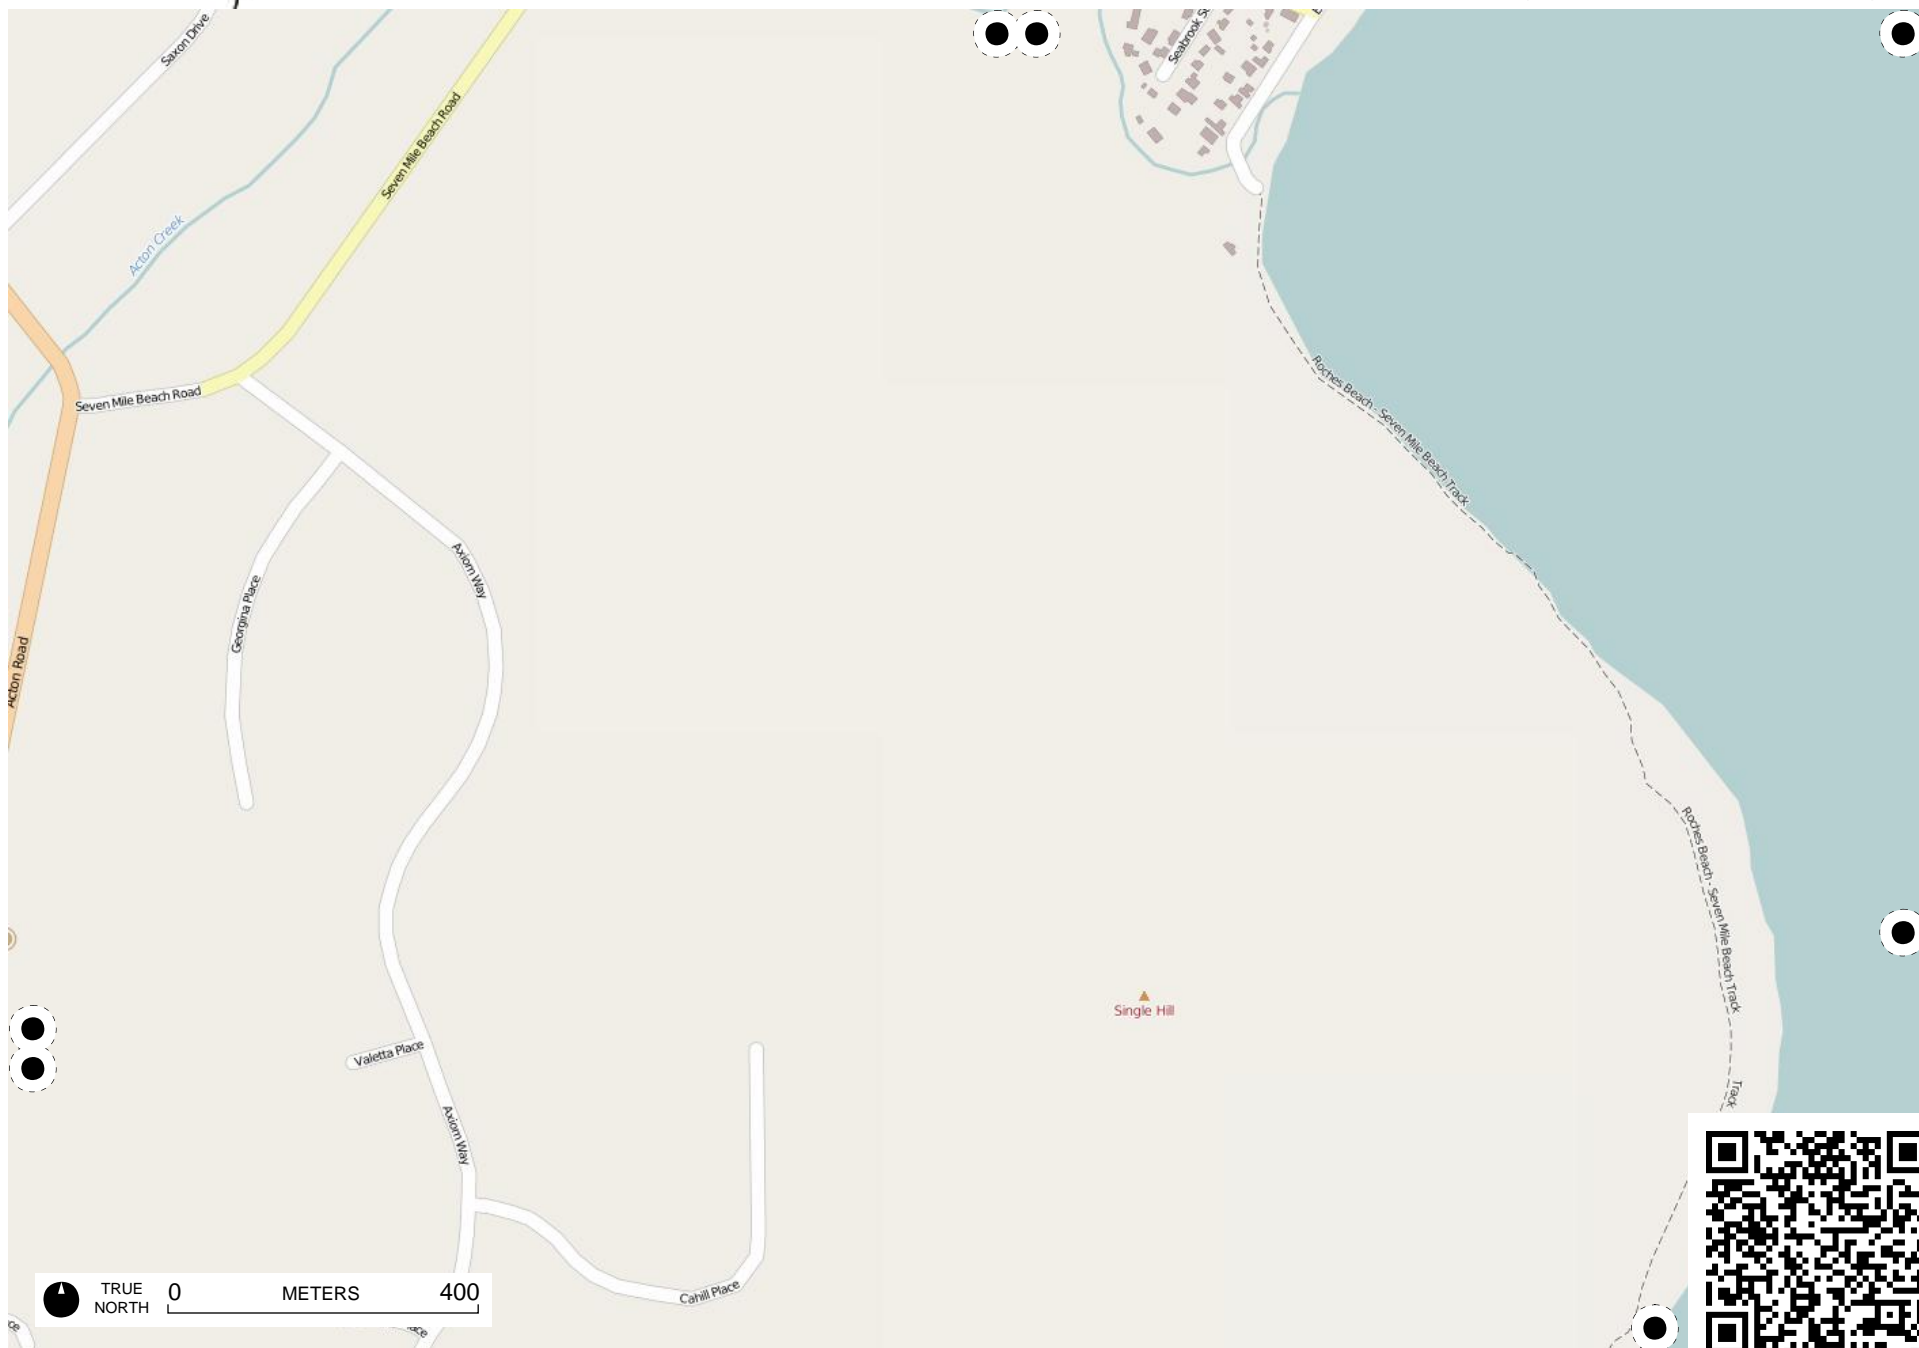 Saxon Drive
Seabrook
Seven Mile Beach Road
Acton Creek
Seven Mile Beach Road
Roches Beach - Seven Mile Beach Track
Axiom Way
Georgina Place
Acton Road
Roches Beach - Seven Mile Beach Track
Single Hill
Valetta Place
Track
Axiom Way
Cahill Place
TRUE NORTH
0 METERS 400